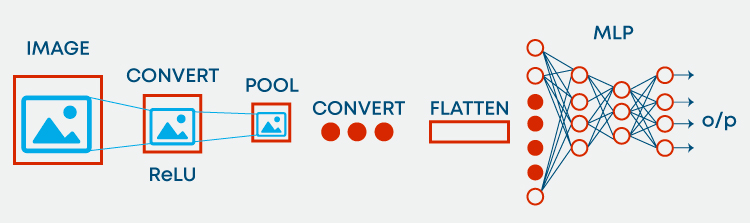 IMAGE
CONVERT
ReLU
POOL
CONVERT
FLATTEN
MLP
o/p